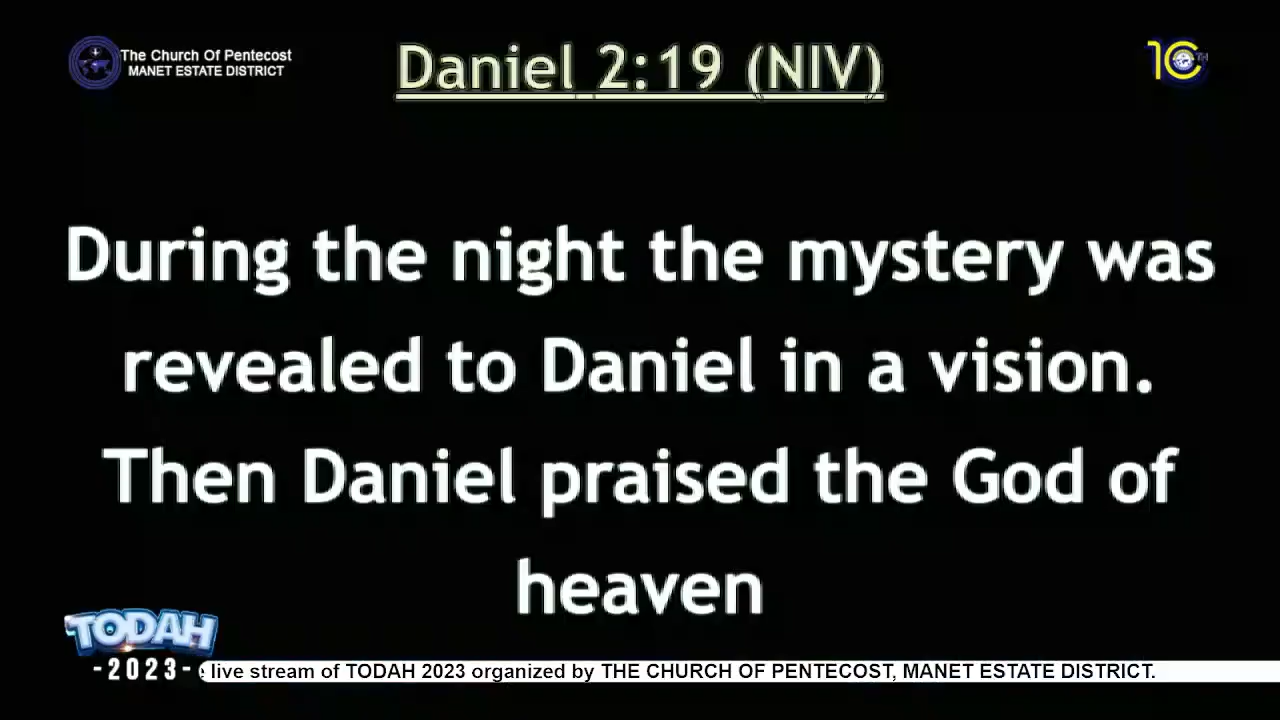 The Church Of Pentecost
MANET ESTATE DISTRICT
Daniel 2:19 (NIV)
10TH
During the night the mystery was
revealed to Daniel in a vision.
Then Daniel praised the God of
heaven
TODAH
-2023-
live stream of TODAH 2023 organized by THE CHURCH OF PENTECOST, MANET ESTATE DISTRICT.